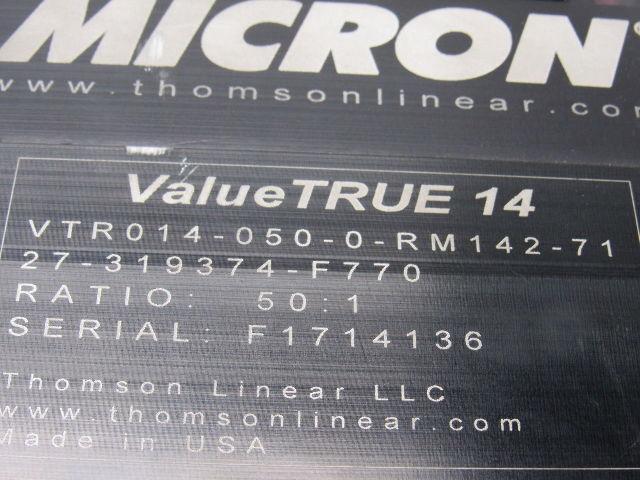 MICRON
www.thomsonlinear.com
ValueTRUE 14
VTR014-050-0-RM142-71
27-319374-F770
RATIO: 50:1
SERIAL: F1714136
Thomson Linear LLC
www.thomsonlinear.com
Made in USA